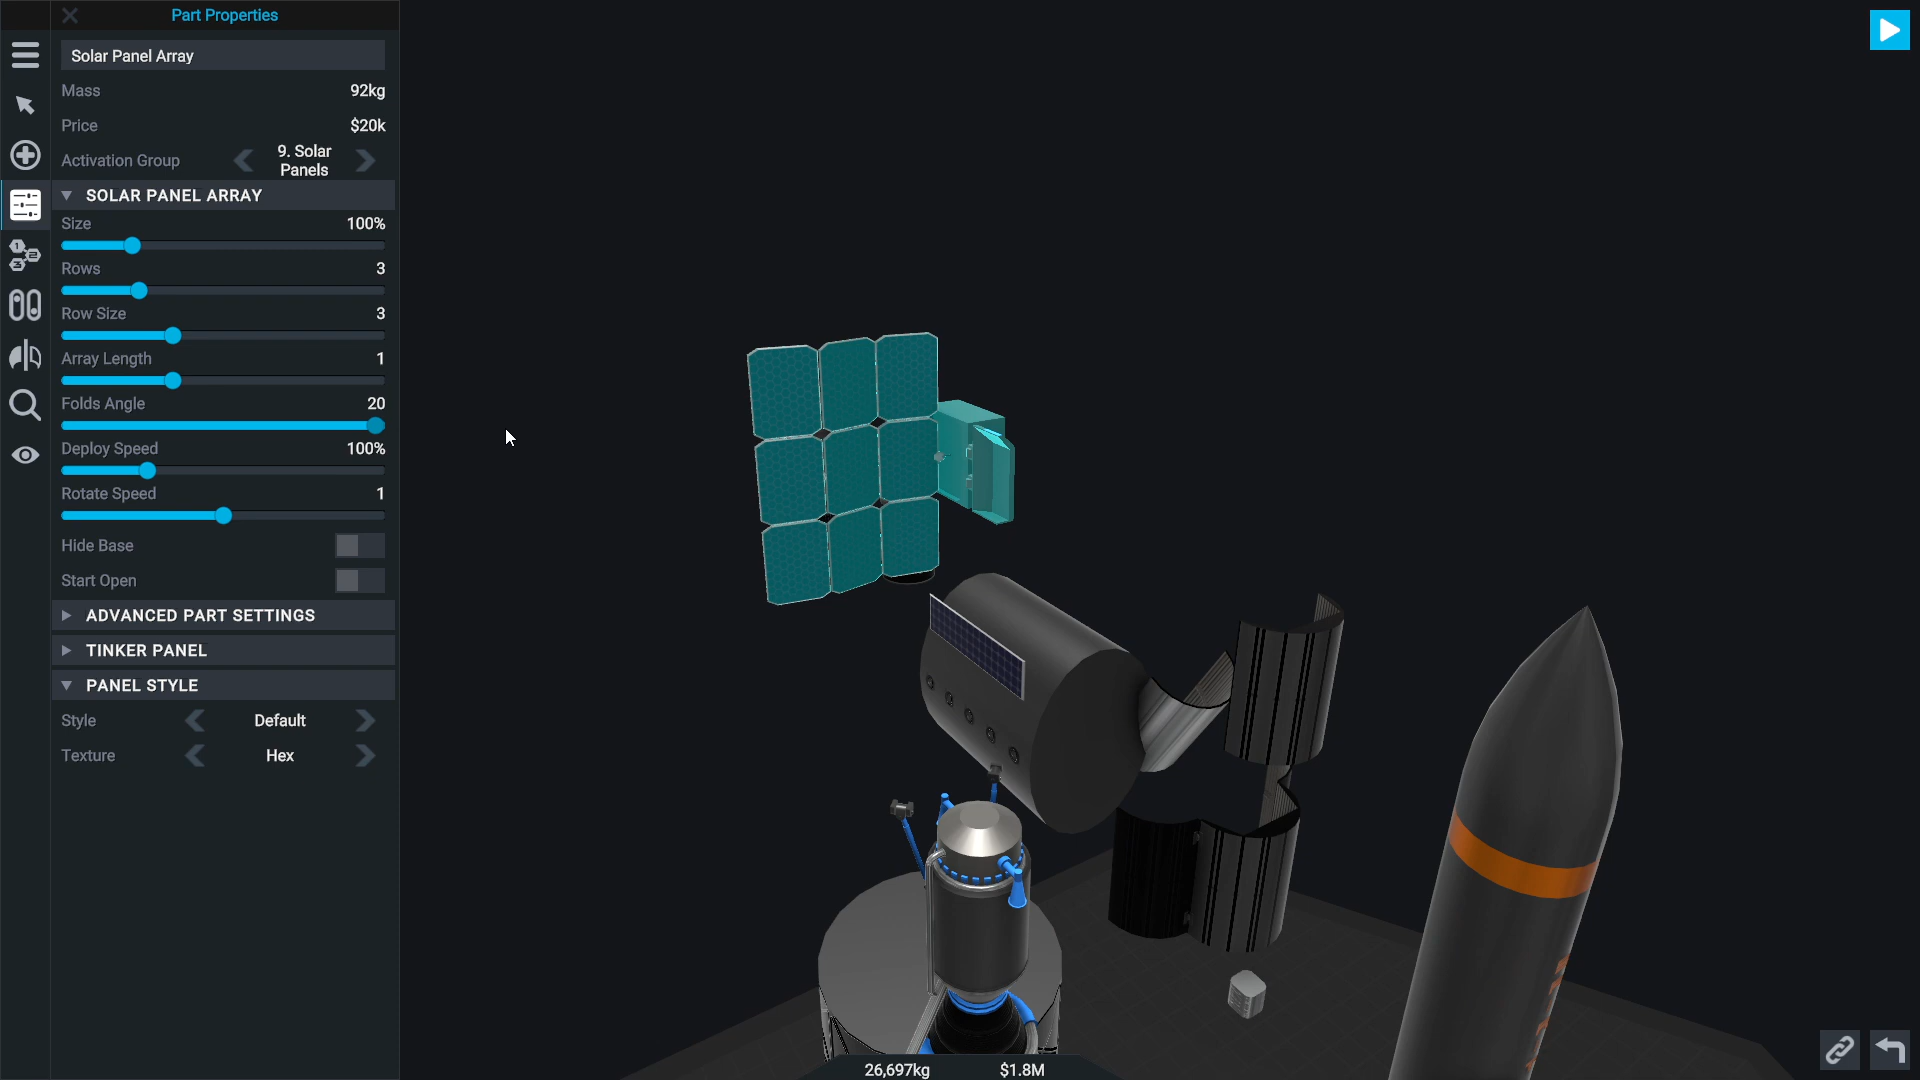 Part Properties
Solar Panel Array
Mass 92kg
Price $20k
Activation Group 9. Solar Panels
SOLAR PANEL ARRAY
Size 100%
Rows 3
Row Size 3
Array Length 1
Folds Angle 20
Deploy Speed 100%
Rotate Speed 1
Hide Base
Start Open
ADVANCED PART SETTINGS
TINKER PANEL
PANEL STYLE
Style Default
Texture Hex
26,697kg $1.8M